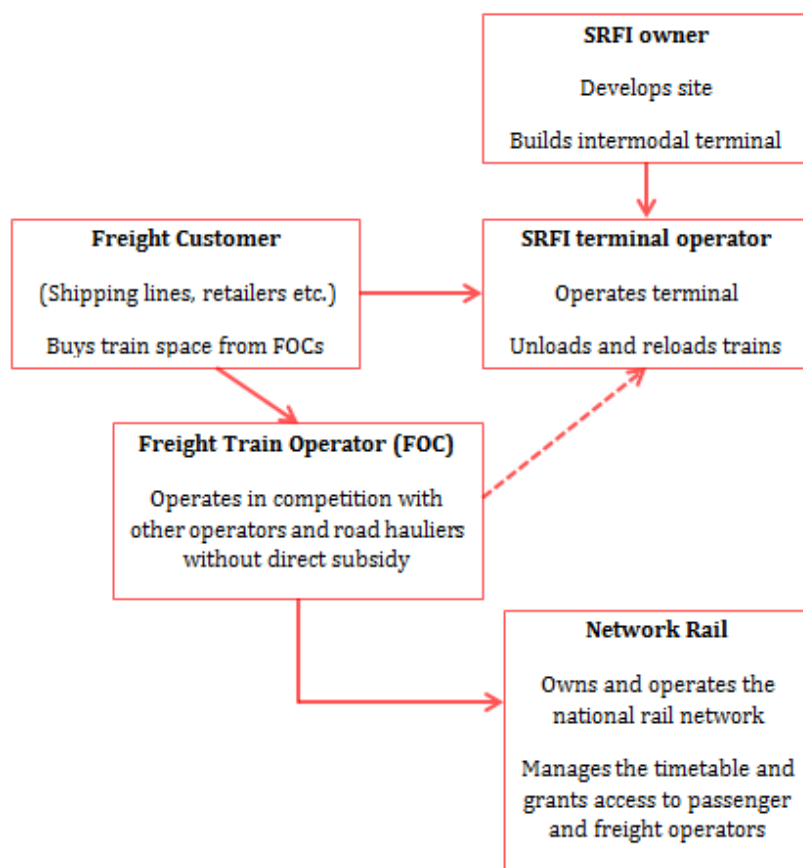 SRFI owner
Develops site
Builds intermodal terminal
Freight Customer
(Shipping lines, retailers etc.)
Buys train space from FOCs
SRFI terminal operator
Operates terminal
Unloads and reloads trains
Freight Train Operator (FOC)
Operates in competition with
other operators and road hauliers
without direct subsidy
Network Rail
Owns and operates the
national rail network
Manages the timetable and
grants access to passenger
and freight operators